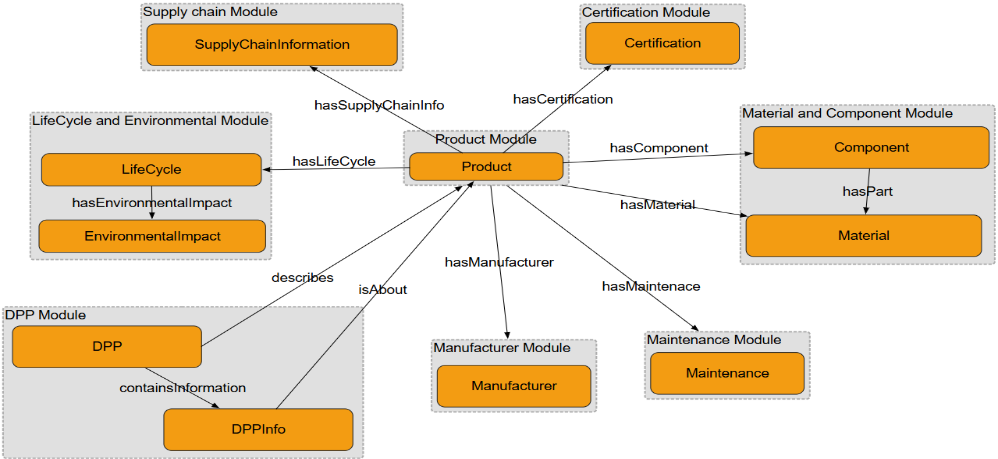 Supply chain Module
SupplyChainInformation
Certification Module
Certification
hasSupplyChainInfo
hasCertification
LifeCycle and Environmental Module
LifeCycle
hasEnvironmentalImpact
EnvironmentalImpact
hasLifeCycle
Product Module
Product
hasComponent
hasMaterial
Material and Component Module
Component
hasPart
Material
describes
isAbout
hasManufacturer
hasMaintenace
DPP Module
DPP
containsInformation
DPPInfo
Manufacturer Module
Manufacturer
Maintenance Module
Maintenance